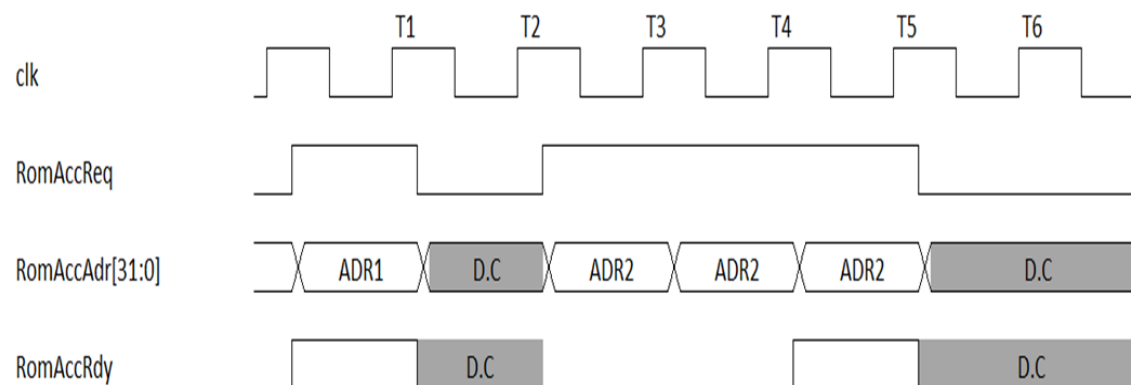 T1 T2 T3 T4 T5 T6
clk
RomAccReq
RomAccAdr[31:0] ADR1 D.C ADR2 ADR2 ADR2 D.C
RomAccRdy D.C D.C